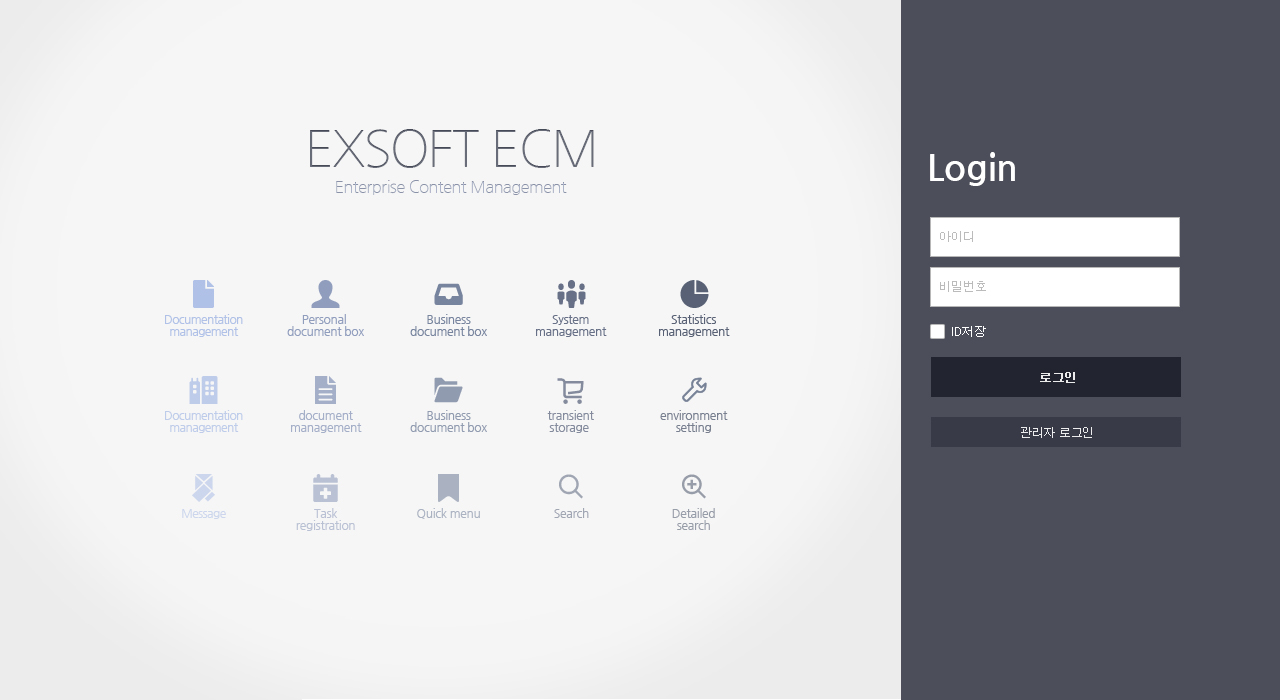 EXSOFT ECM
Enterprise Content Management
Documentation
management
Personal
document box
Business
document box
System
management
Statistics
management
Documentation
management
document
management
Business
document box
transient
storage
environment
setting
Message
Task
registration
Quick menu
Search
Detailed
search
Login
아이디
비밀번호
ID저장
로그인
관리자 로그인